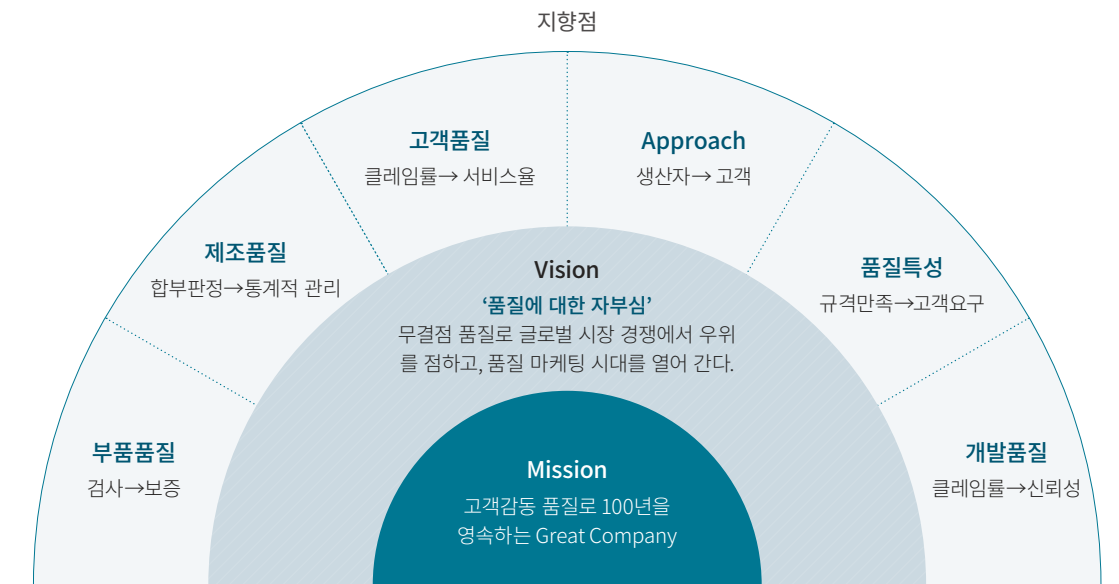 지향점
고객품질
클레임률→ 서비스율
Approach
생산자→ 고객
제조품질
합부판정→통계적 관리
품질특성
규격만족→고객요구
부품품질
검사→보증
개발품질
클레임률→신뢰성
Vision
‘품질에 대한 자부심’
무결점 품질로 글로벌 시장 경쟁에서 우위
를 점하고, 품질 마케팅 시대를 열어 간다.
Mission
고객감동 품질로 100년을
영속하는 Great Company